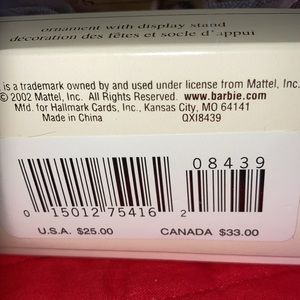 ornament with display stand
décoration des fêtes et socle d'appui
is a trademark owned by and used under license from Mattel, Inc.
© 2002 Mattel, Inc. All Rights Reserved. www.barbie.com
Mfd. for Hallmark Cards, Inc., Kansas City, MO 64141
Made in China QXI8439
08439
0 15012 75416 2
U.S.A. $25.00 CANADA $33.00